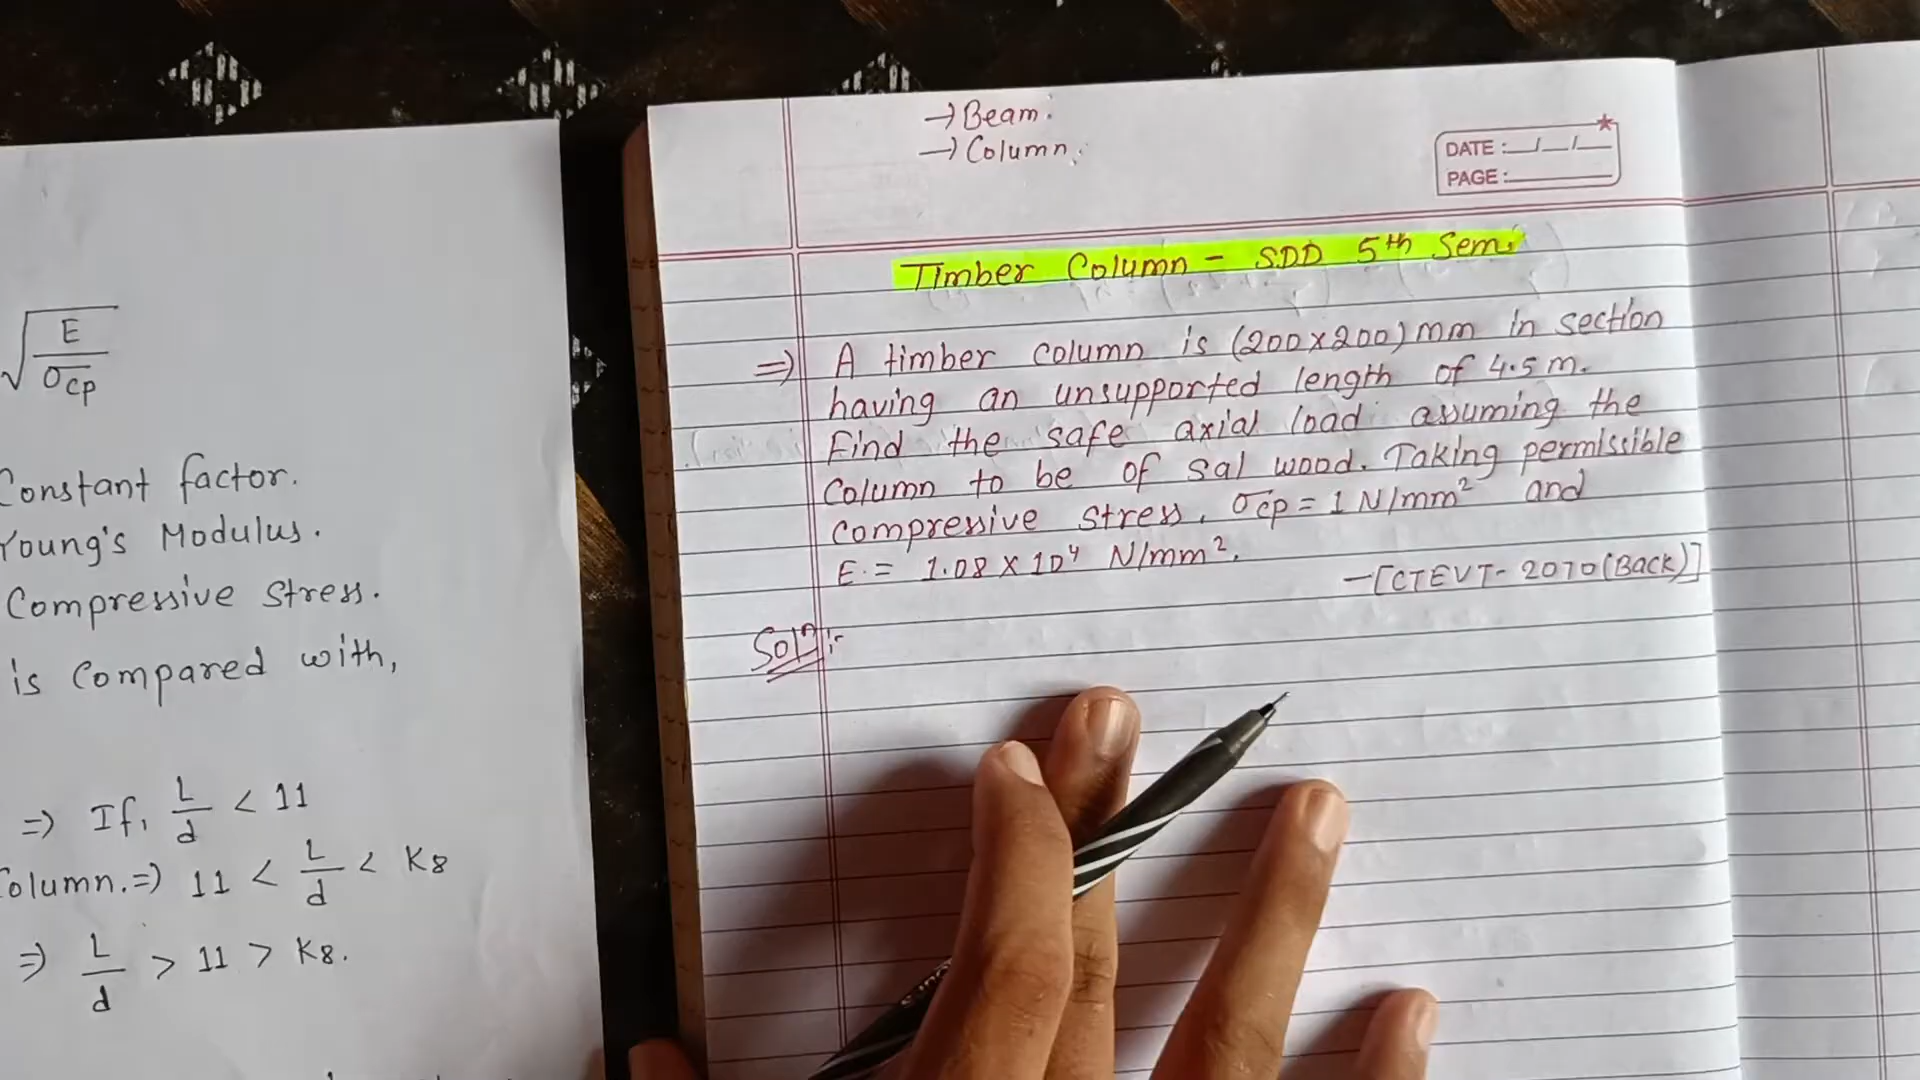 E
σcp
Constant factor.
Young's Modulus.
Compressive Stress.
is Compared with,
=> If, L/d < 11
Column.=) 11 < L/d < K8
=> L/d > 11 > K8.
→ Beam.
→ Column.
DATE :__/__/__
PAGE :
Timber Column - SDD 5th Sem.
=> A timber column is (200x200)mm in section
having an unsupported length of 4.5 m.
Find the safe axial load assuming the
column to be of sal wood. Taking permissible
compressive stress, σcp = 1 N/mm² and
E = 1.08 X 10⁴ N/mm².
-[CTEVT- 2070(Back)]
Solⁿ:-